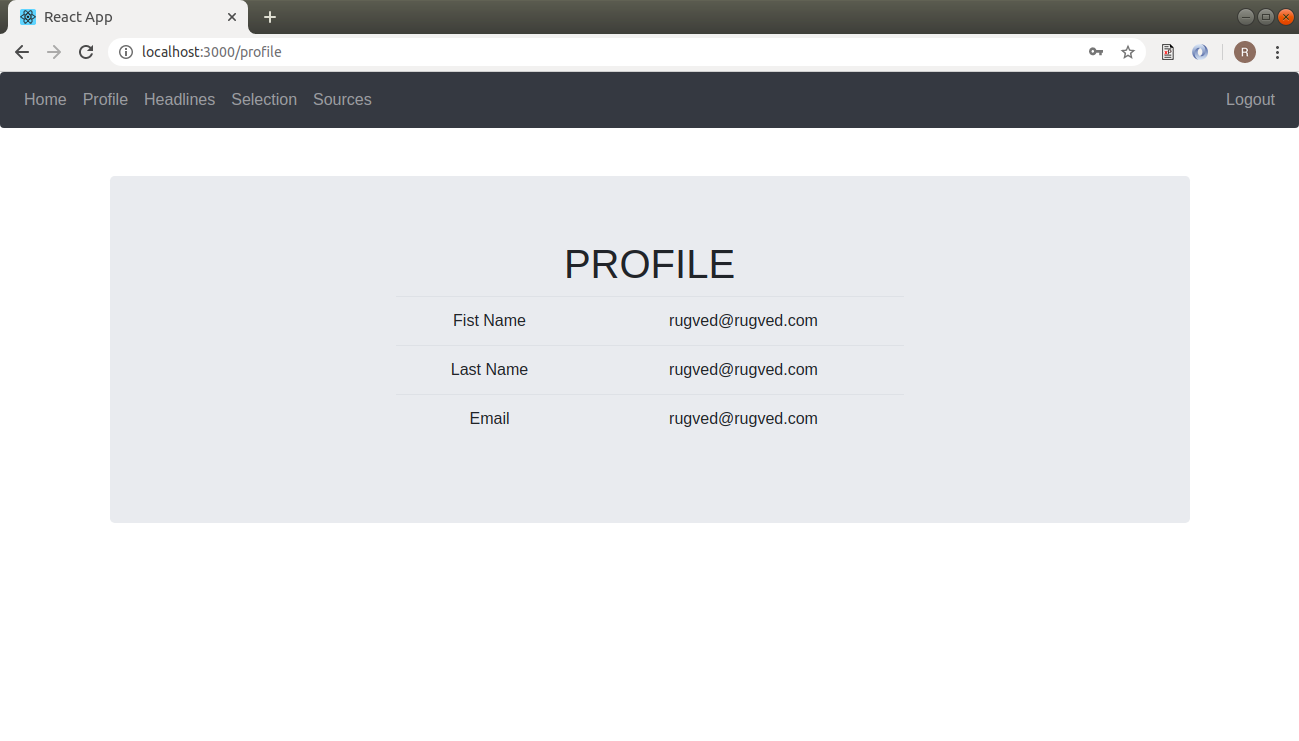 React App
localhost:3000/profile
R
Home Profile Headlines Selection Sources Logout
PROFILE
Fist Name rugved@rugved.com
Last Name rugved@rugved.com
Email rugved@rugved.com